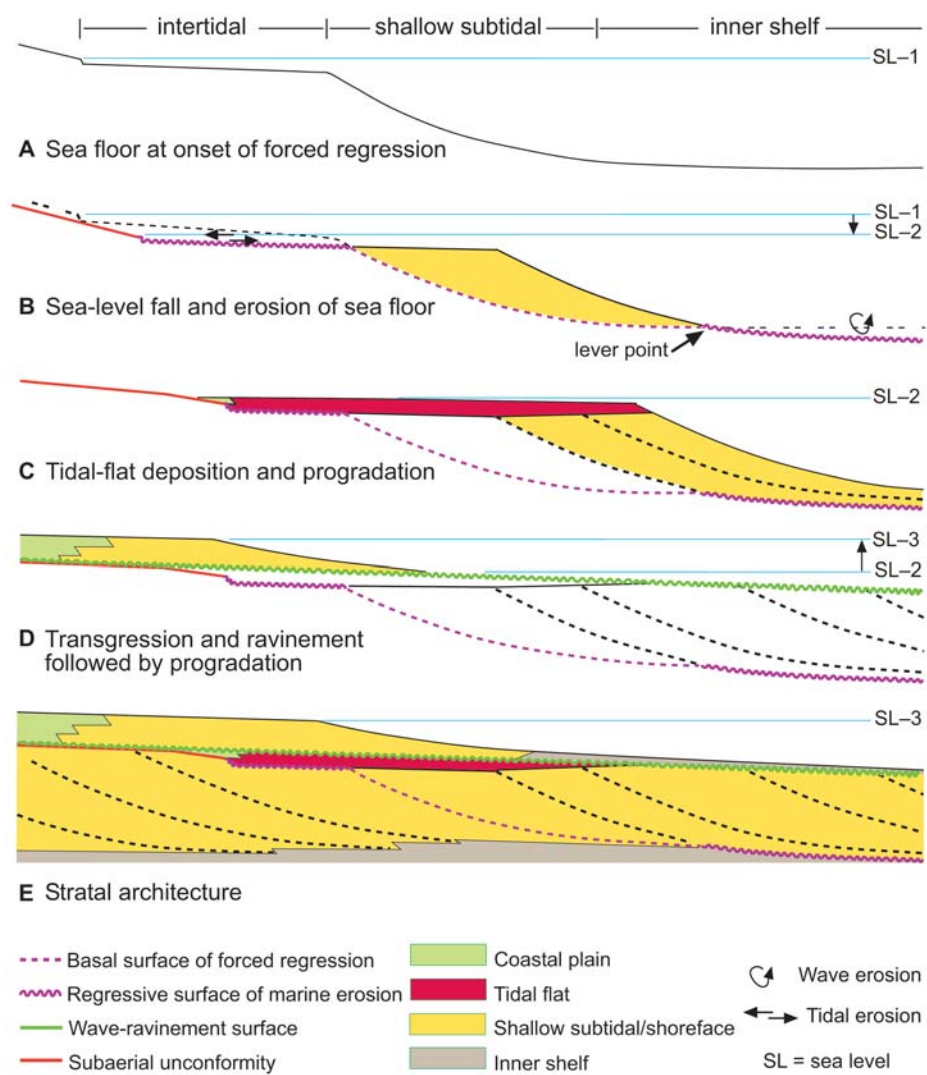 intertidal shallow subtidal inner shelf
SL–1
A Sea floor at onset of forced regression
SL–1
SL–2
B Sea-level fall and erosion of sea floor
lever point
SL–2
C Tidal-flat deposition and progradation
SL–3
SL–2
D Transgression and ravinement
followed by progradation
SL–3
E Stratal architecture
Basal surface of forced regression
Regressive surface of marine erosion
Wave-ravinement surface
Subaerial unconformity
Coastal plain
Tidal flat
Shallow subtidal/shoreface
Inner shelf
Wave erosion
Tidal erosion
SL = sea level